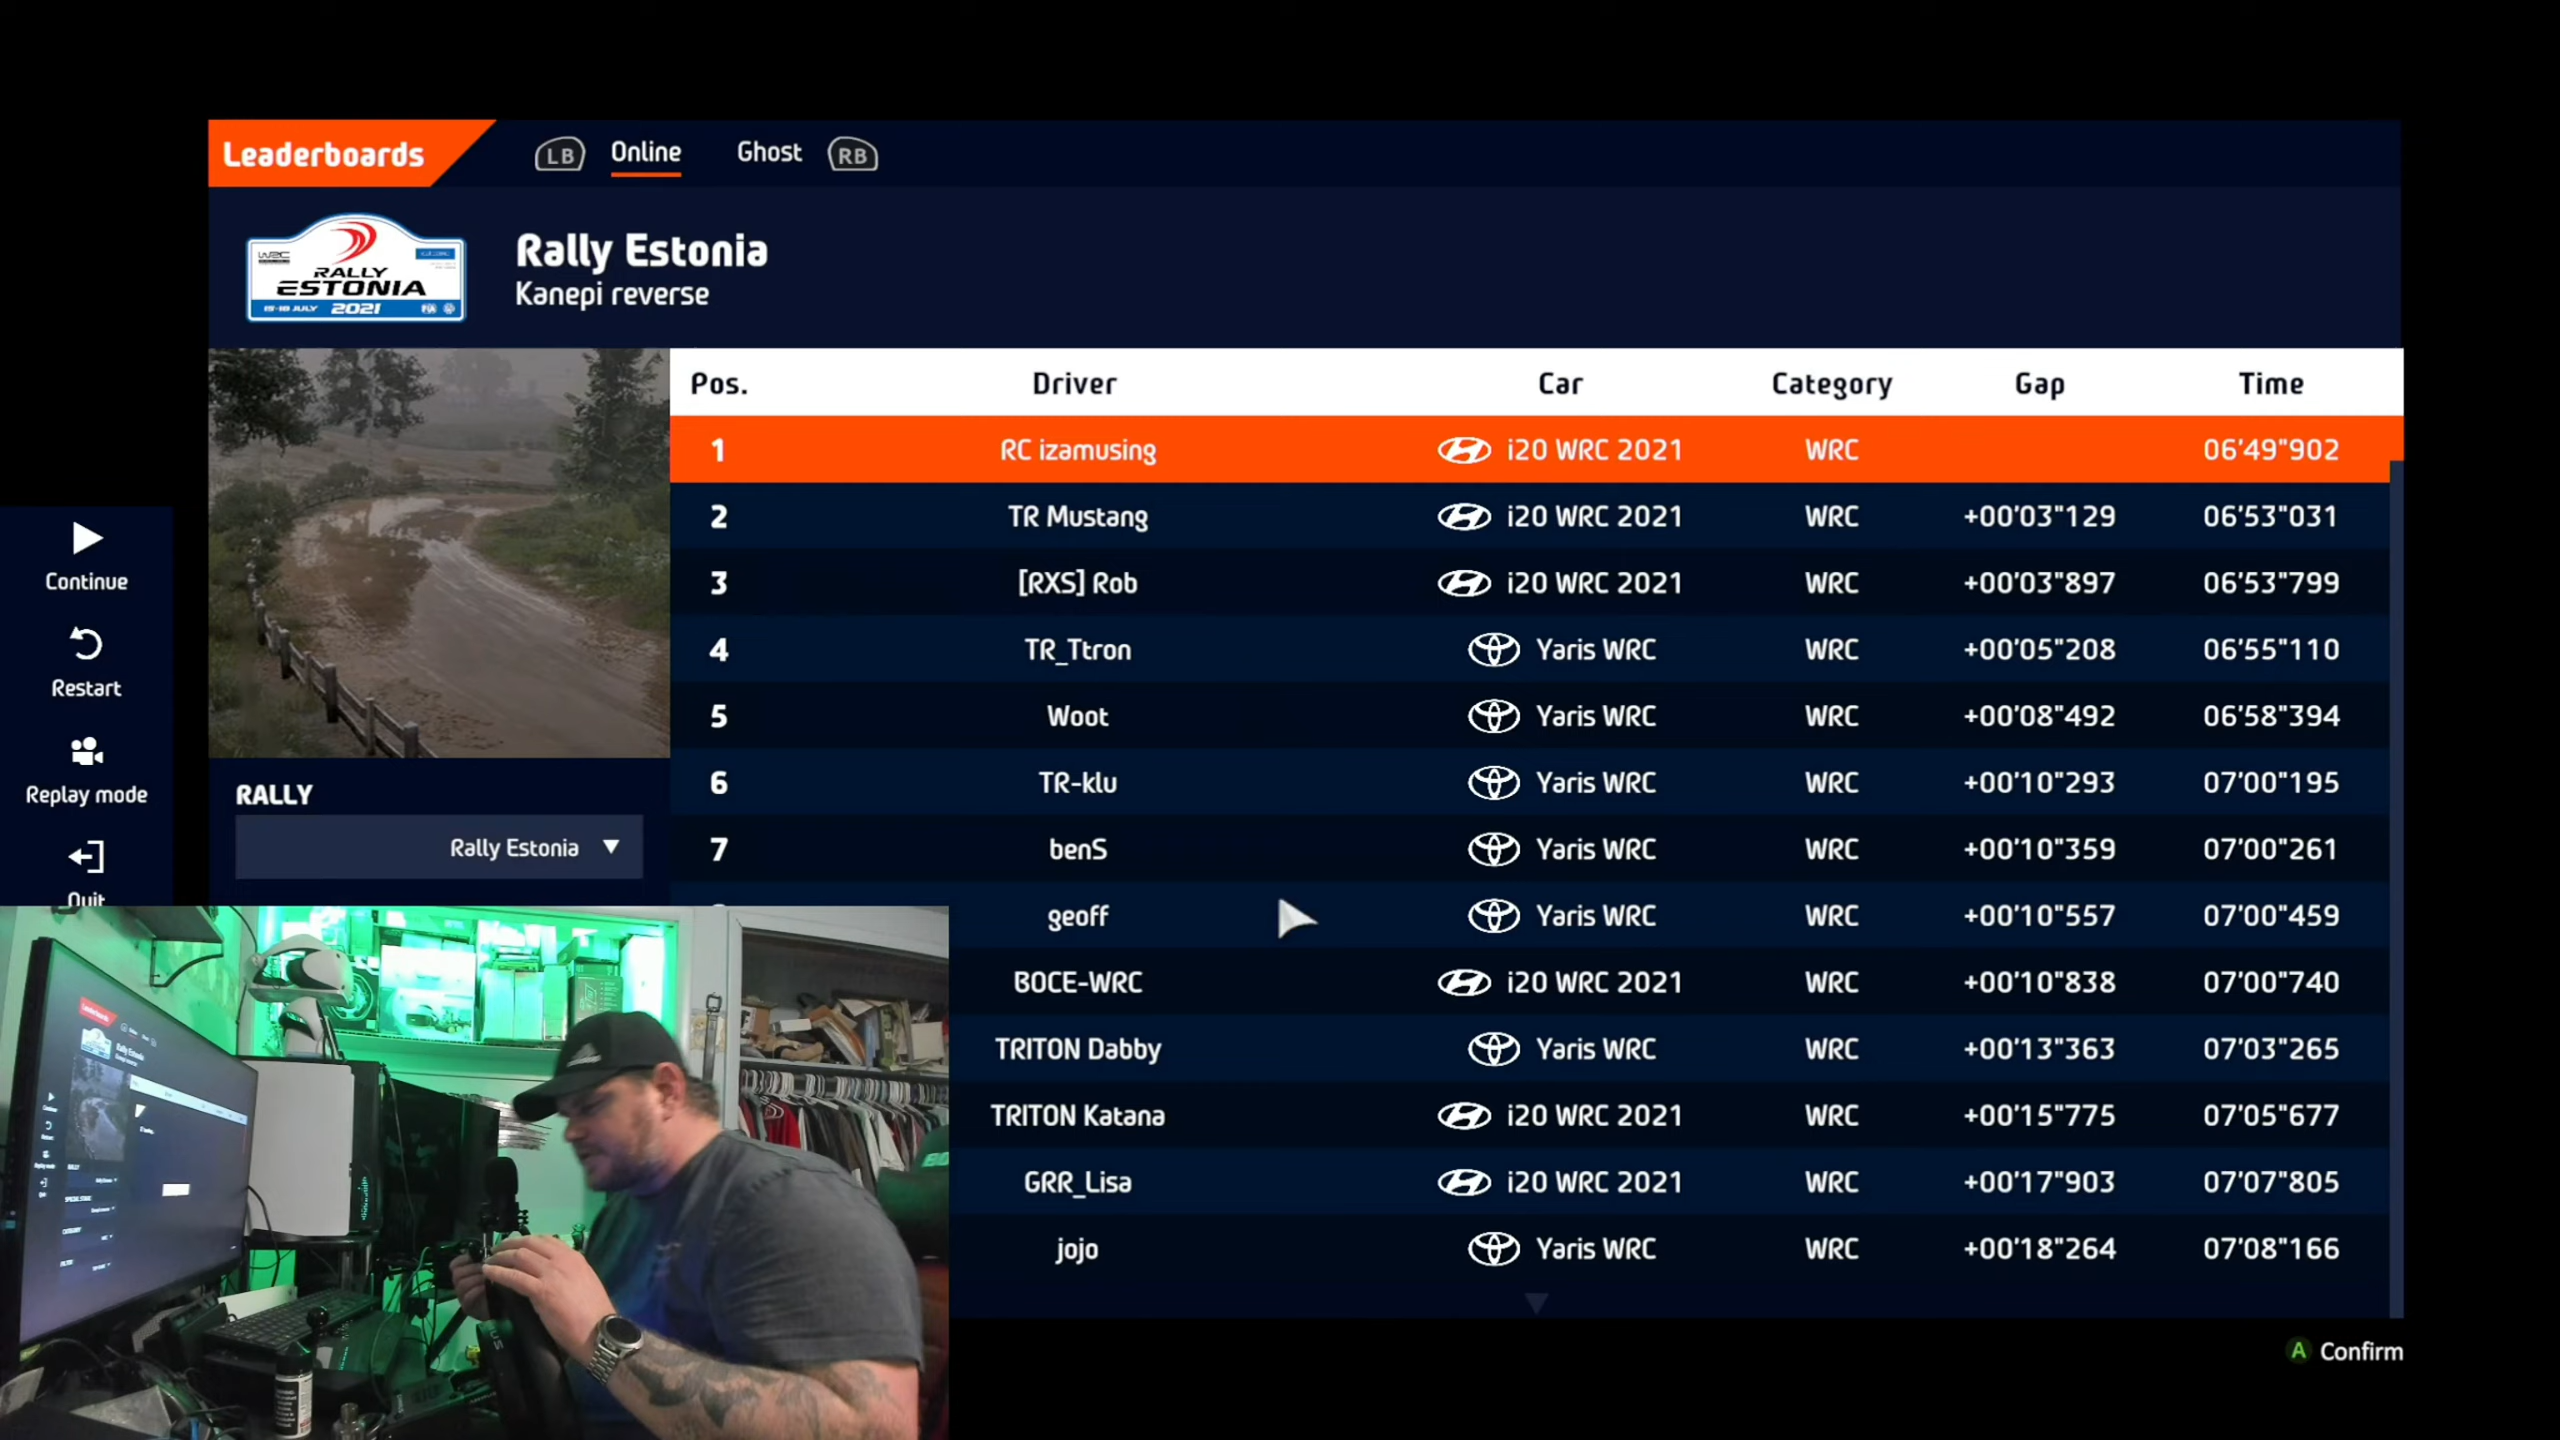 Leaderboards
LB Online Ghost RB
Rally Estonia
Kanepi reverse
WRC
RALLY
ESTONIA
15-18 JULY 2021 FIA
Pos. Driver Car Category Gap Time
1 RC izamusing i20 WRC 2021 WRC 06'49"902
2 TR Mustang i20 WRC 2021 WRC +00'03"129 06'53"031
3 [RXS] Rob i20 WRC 2021 WRC +00'03"897 06'53"799
4 TR_Ttron Yaris WRC WRC +00'05"208 06'55"110
5 Woot Yaris WRC WRC +00'08"492 06'58"394
6 TR-klu Yaris WRC WRC +00'10"293 07'00"195
7 benS Yaris WRC WRC +00'10"359 07'00"261
geoff Yaris WRC WRC +00'10"557 07'00"459
BOCE-WRC i20 WRC 2021 WRC +00'10"838 07'00"740
TRITON Dabby Yaris WRC WRC +00'13"363 07'03"265
TRITON Katana i20 WRC 2021 WRC +00'15"775 07'05"677
GRR_Lisa i20 WRC 2021 WRC +00'17"903 07'07"805
jojo Yaris WRC WRC +00'18"264 07'08"166
Continue
Restart
Replay mode
Quit
RALLY
Rally Estonia
Leaderboards
Rally Estonia
A Confirm